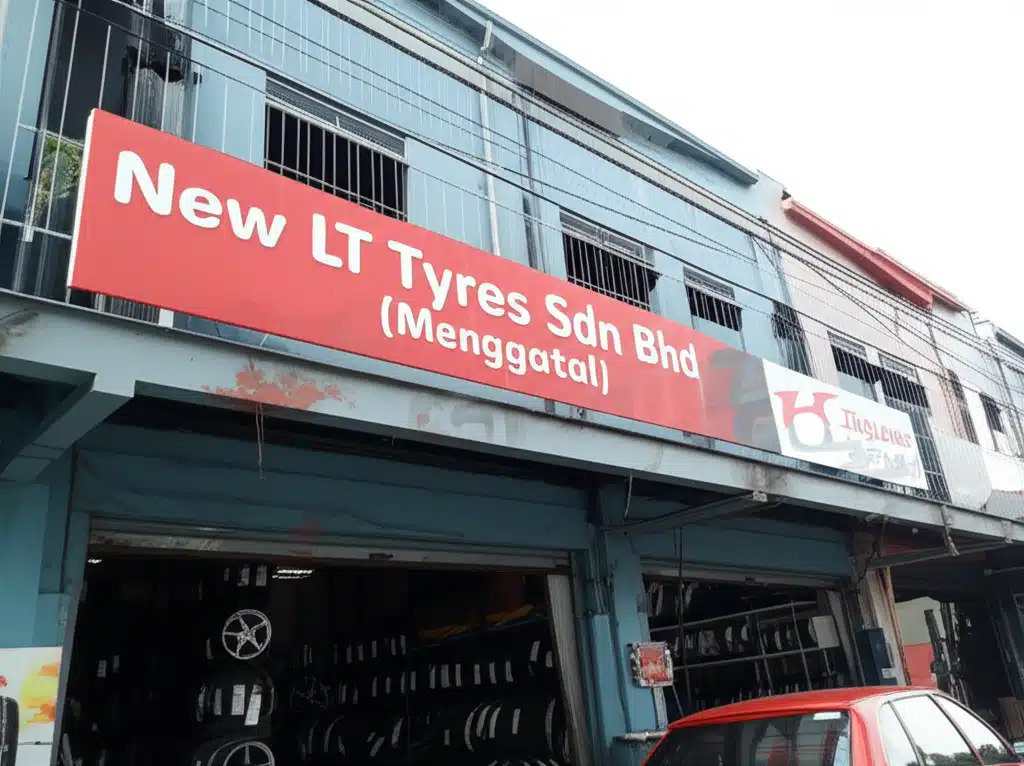 New LT Tyres Sdn Bhd
(Menggatal)